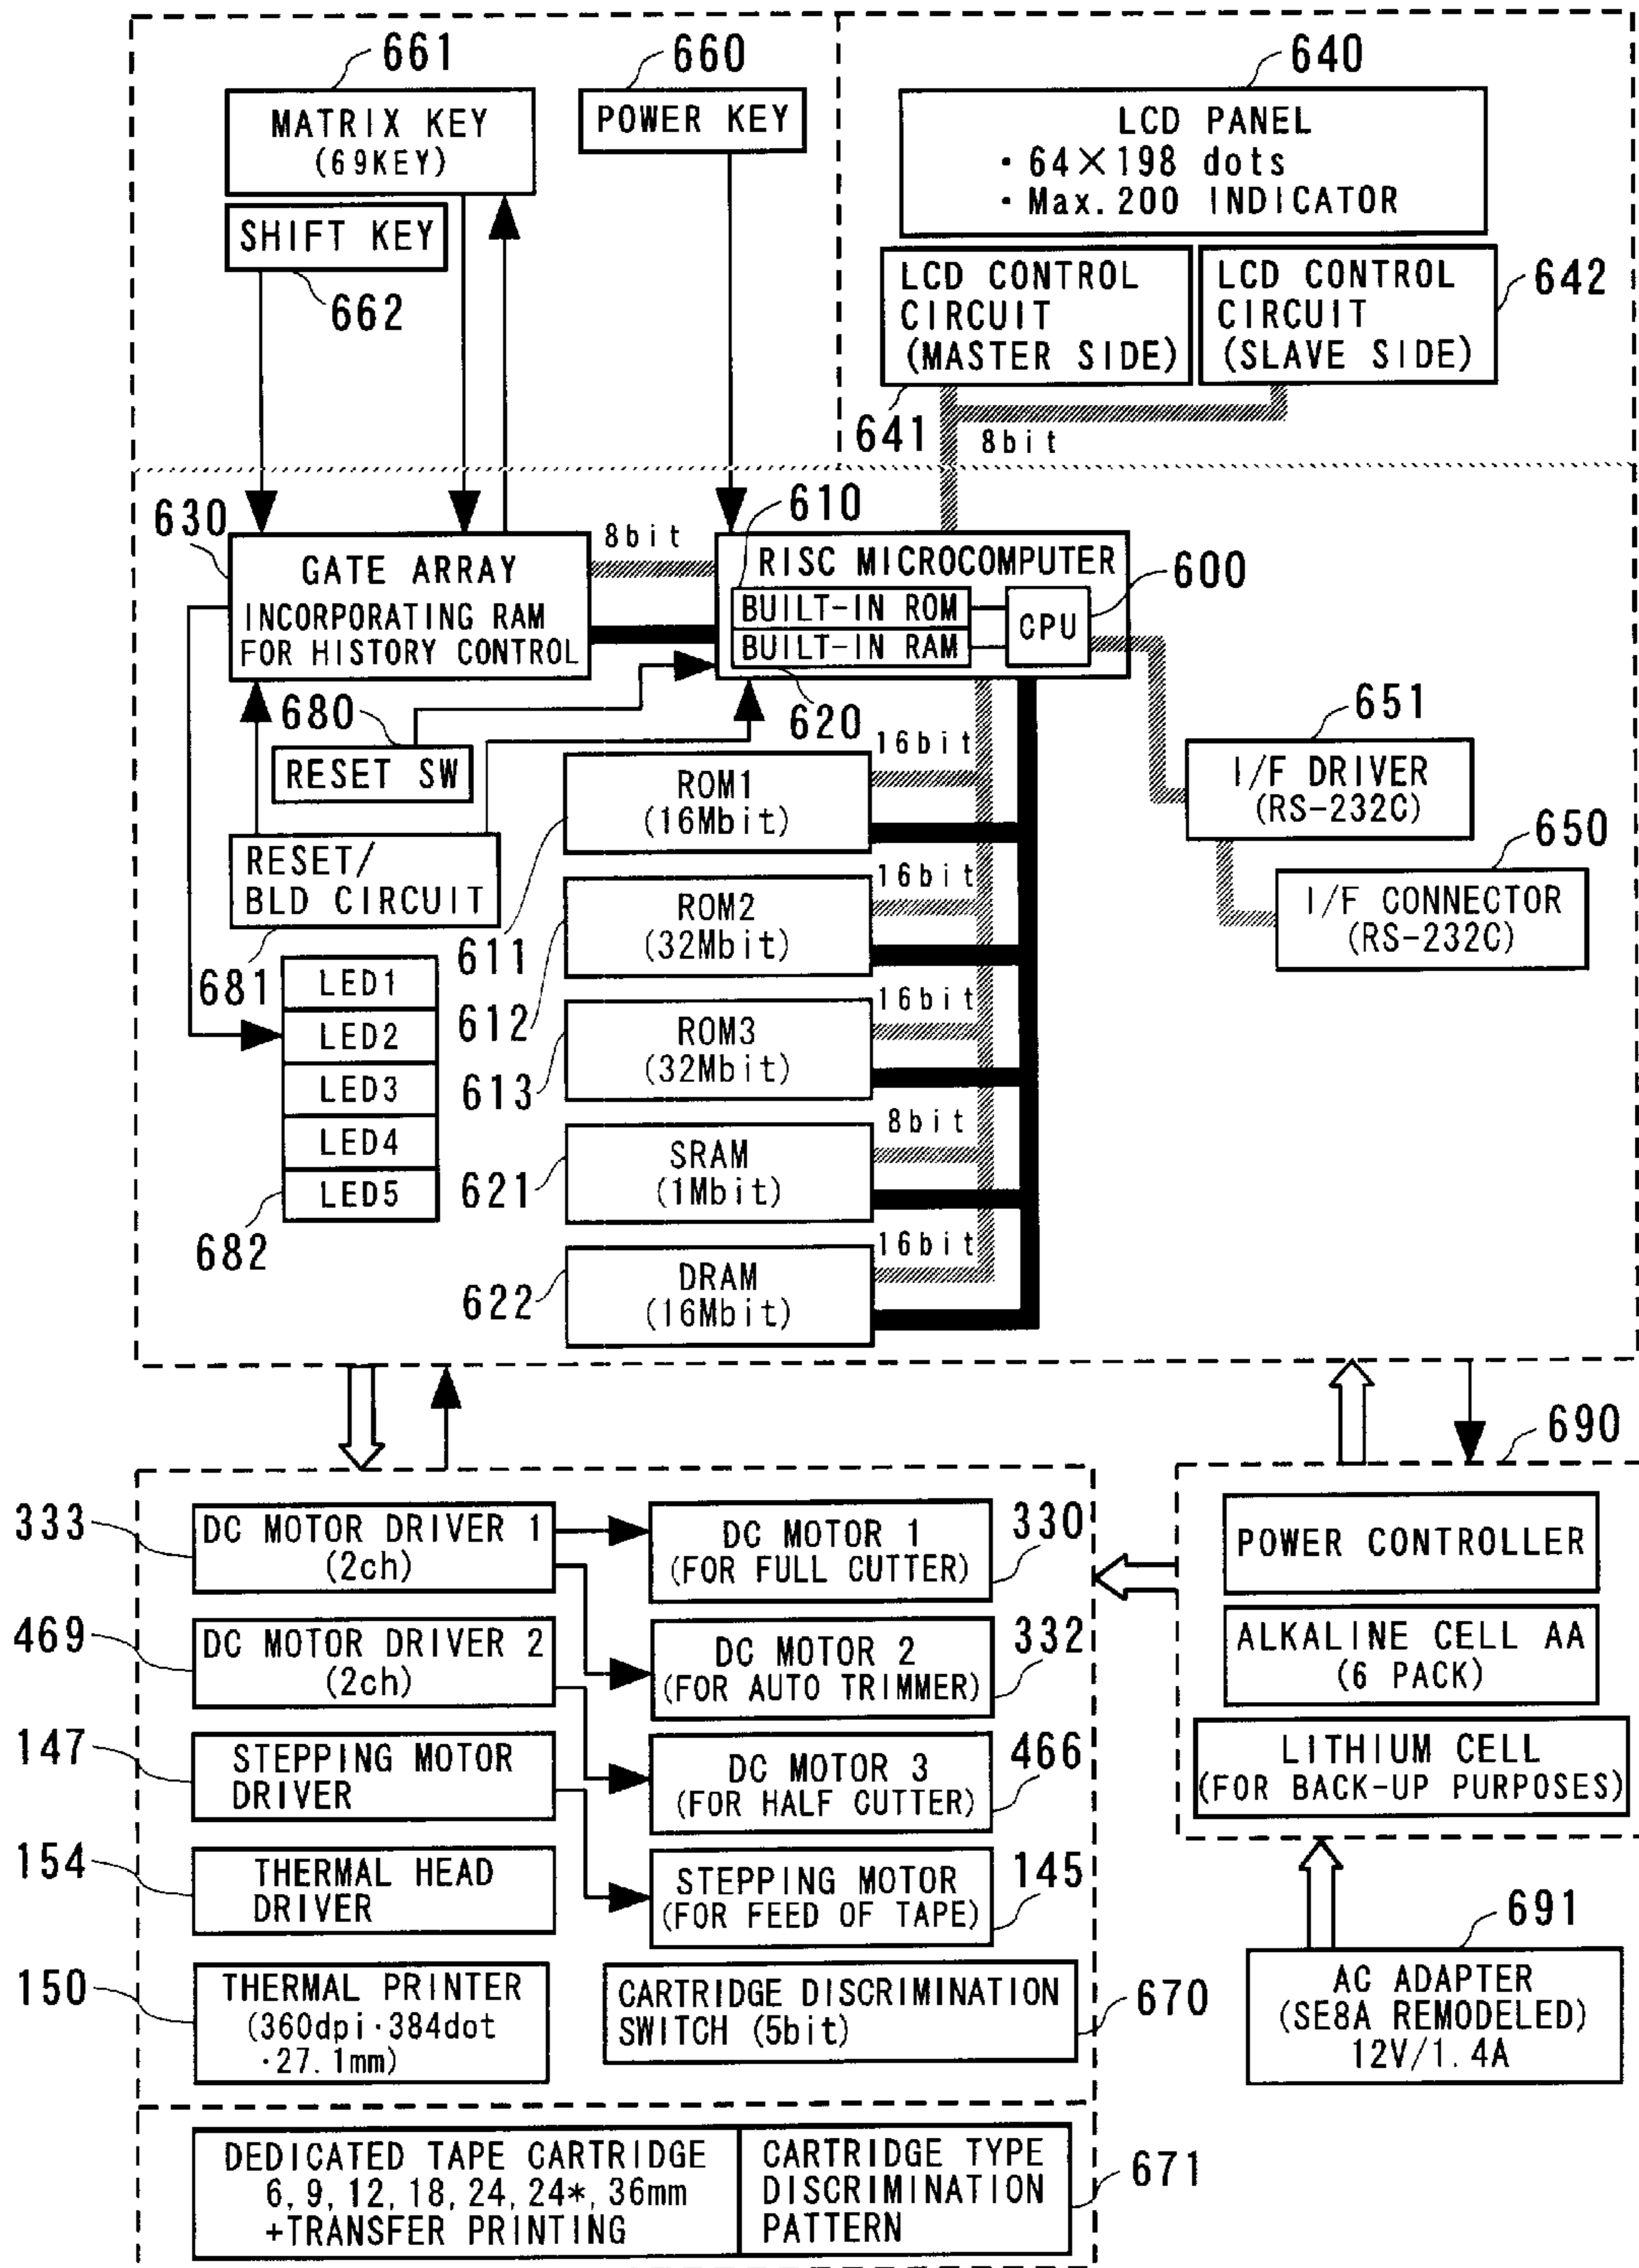 661
660
640
MATRIX KEY
(69KEY)
POWER KEY
LCD PANEL
・64×198 dots
・Max.200 INDICATOR
SHIFT KEY
662
LCD CONTROL
CIRCUIT
(MASTER SIDE)
LCD CONTROL
CIRCUIT
(SLAVE SIDE)
642
641
8bit
630
610
8bit
GATE ARRAY
INCORPORATING RAM
FOR HISTORY CONTROL
RISC MICROCOMPUTER
600
BUILT-IN ROM
BUILT-IN RAM
CPU
680
620
RESET SW
16bit
651
ROM1
(16Mbit)
I/F DRIVER
(RS-232C)
RESET/
BLD CIRCUIT
650
16bit
ROM2
(32Mbit)
I/F CONNECTOR
(RS-232C)
611
681
LED1
LED2
LED3
LED4
LED5
612
16bit
ROM3
(32Mbit)
613
8bit
SRAM
(1Mbit)
621
682
16bit
DRAM
(16Mbit)
622
690
333
DC MOTOR DRIVER 1
(2ch)
DC MOTOR 1
(FOR FULL CUTTER)
330
POWER CONTROLLER
469
DC MOTOR DRIVER 2
(2ch)
DC MOTOR 2
(FOR AUTO TRIMMER)
332
ALKALINE CELL AA
(6 PACK)
147
STEPPING MOTOR
DRIVER
DC MOTOR 3
(FOR HALF CUTTER)
466
LITHIUM CELL
(FOR BACK-UP PURPOSES)
154
THERMAL HEAD
DRIVER
STEPPING MOTOR
(FOR FEED OF TAPE)
145
691
150
THERMAL PRINTER
(360dpi・384dot
・27.1mm)
CARTRIDGE DISCRIMINATION
SWITCH (5bit)
670
AC ADAPTER
(SE8A REMODELED)
12V/1.4A
DEDICATED TAPE CARTRIDGE
6, 9, 12, 18, 24, 24*, 36mm
+TRANSFER PRINTING
CARTRIDGE TYPE
DISCRIMINATION
PATTERN
671